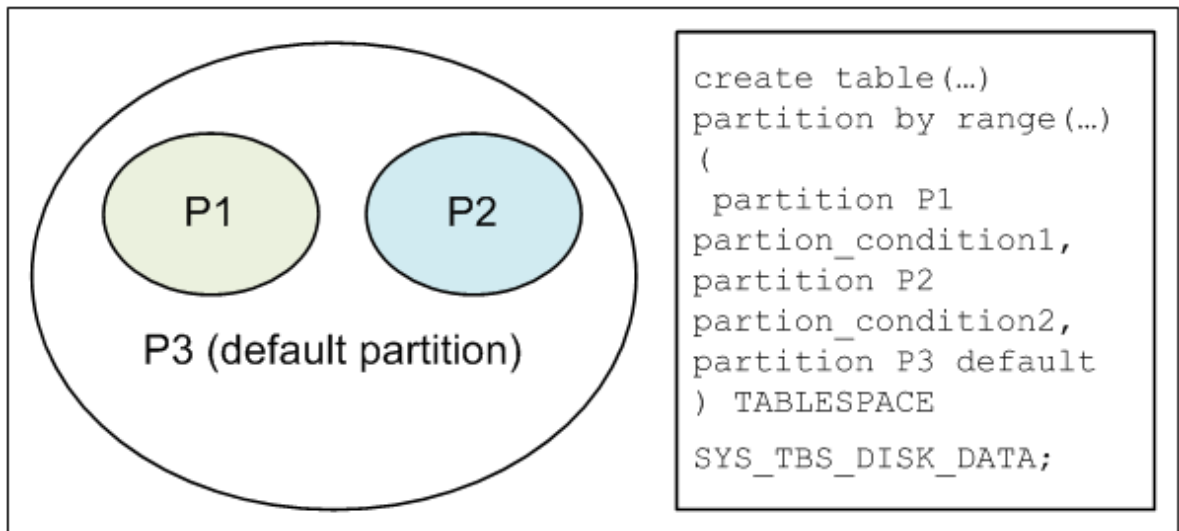 P1
P2
P3 (default partition)
create table(…)
partition by range(…)
(
partition P1
partion_condition1,
partition P2
partion_condition2,
partition P3 default
) TABLESPACE
SYS_TBS_DISK_DATA;